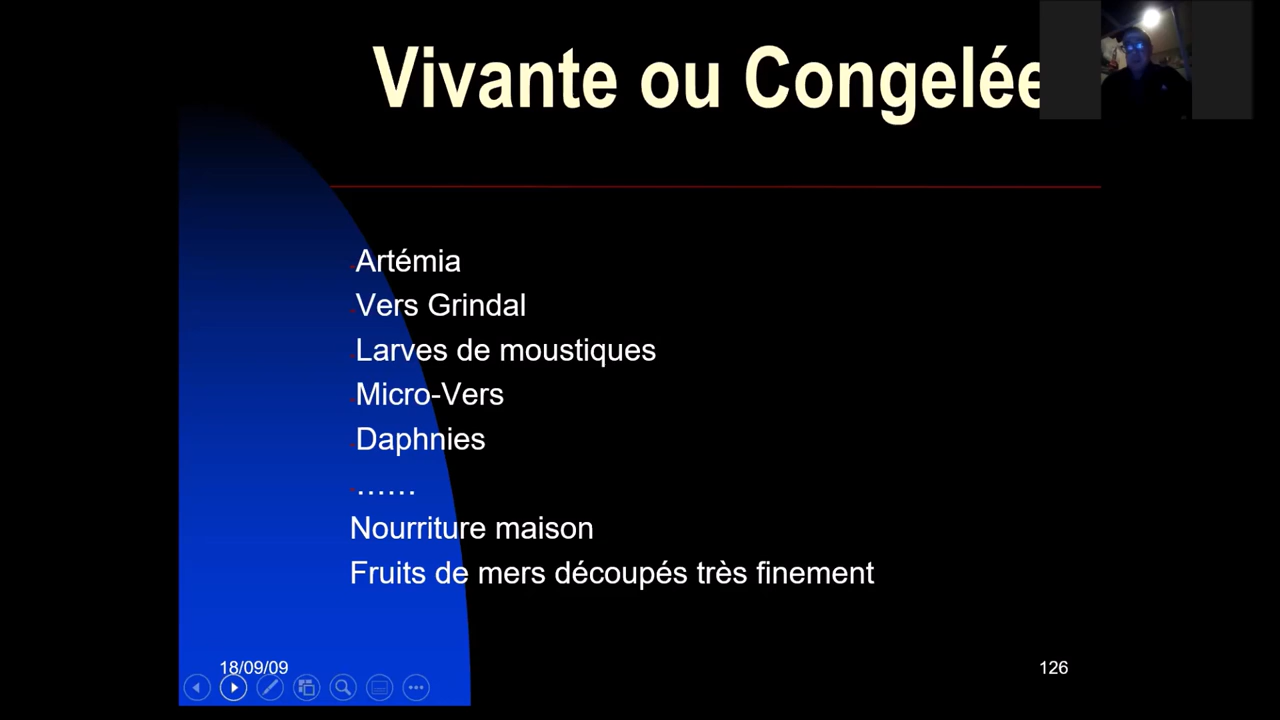 Vivante ou Congelée
Artémia
Vers Grindal
Larves de moustiques
Micro-Vers
Daphnies
......
Nourriture maison
Fruits de mers découpés très finement
18/09/09
126